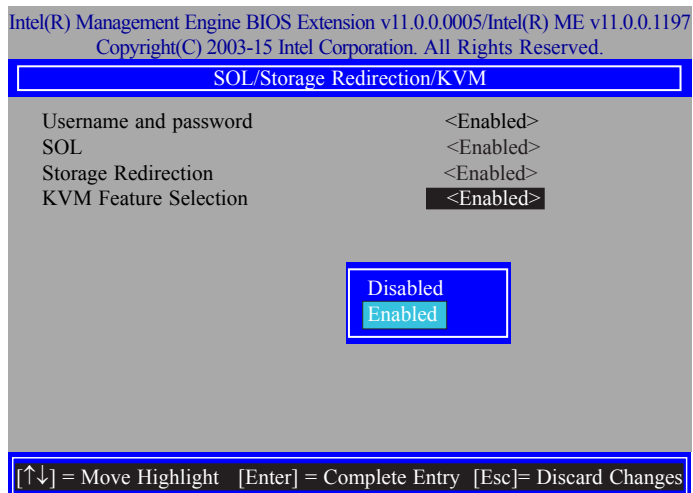 Intel(R) Management Engine BIOS Extension v11.0.0.0005/Intel(R) ME v11.0.0.1197
Copyright(C) 2003-15 Intel Corporation. All Rights Reserved.
SOL/Storage Redirection/KVM
Username and password <Enabled>
SOL <Enabled>
Storage Redirection <Enabled>
KVM Feature Selection <Enabled>
Disabled
Enabled
[↑↓] = Move Highlight [Enter] = Complete Entry [Esc]= Discard Changes